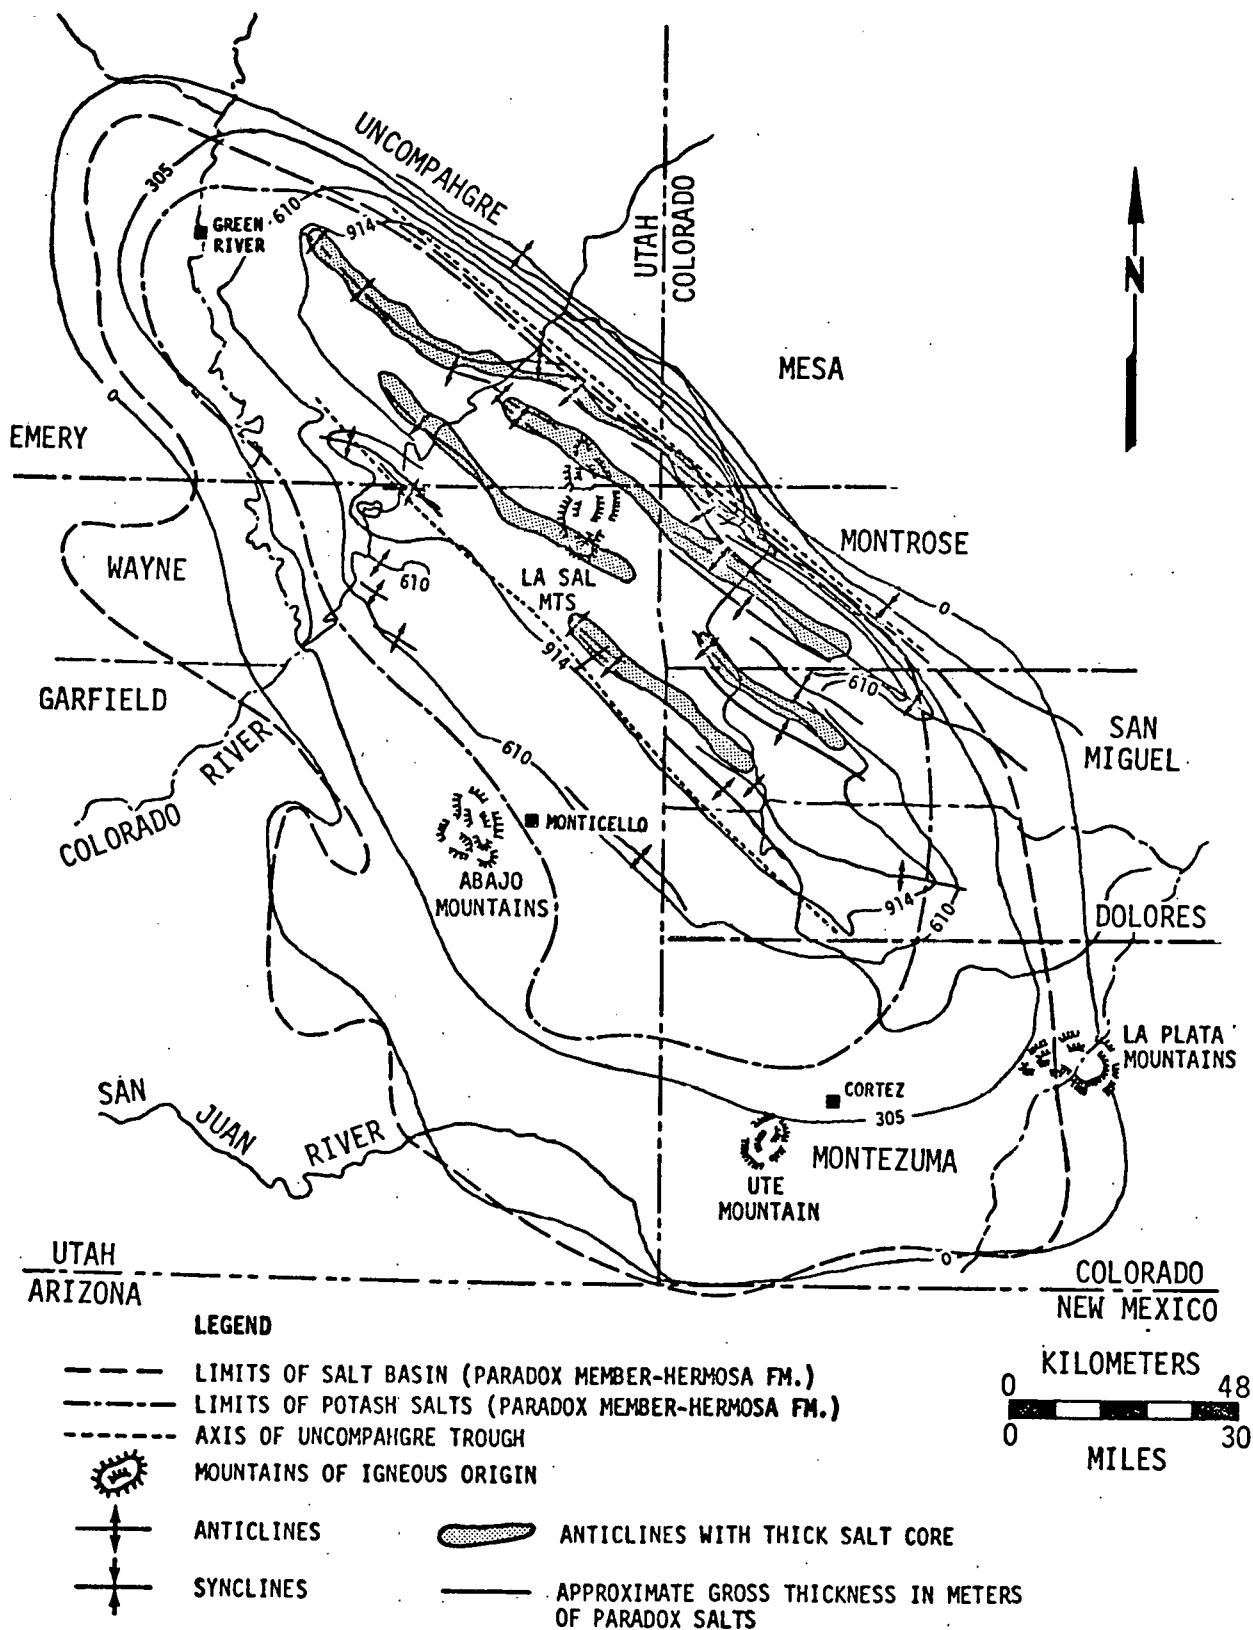 UNCOMPAHGRE
305
610
914
GREEN
RIVER
UTAH
COLORADO
N
MESA
0
EMERY
MONTROSE
WAYNE
LA SAL
MTS
610
0
914
610
GARFIELD
SAN
MIGUEL
610
COLORADO
RIVER
MONTICELLO
ABAJO
MOUNTAINS
914
610
DOLORES
LA PLATA
MOUNTAINS
CORTEZ
305
SAN
JUAN
RIVER
MONTEZUMA
UTE
MOUNTAIN
0
UTAH
ARIZONA
COLORADO
NEW MEXICO
LEGEND
LIMITS OF SALT BASIN (PARADOX MEMBER-HERMOSA FM.)
LIMITS OF POTASH SALTS (PARADOX MEMBER-HERMOSA FM.)
AXIS OF UNCOMPAHGRE TROUGH
MOUNTAINS OF IGNEOUS ORIGIN
ANTICLINES
ANTICLINES WITH THICK SALT CORE
SYNCLINES
APPROXIMATE GROSS THICKNESS IN METERS
OF PARADOX SALTS
KILOMETERS
0 48
0 30
MILES